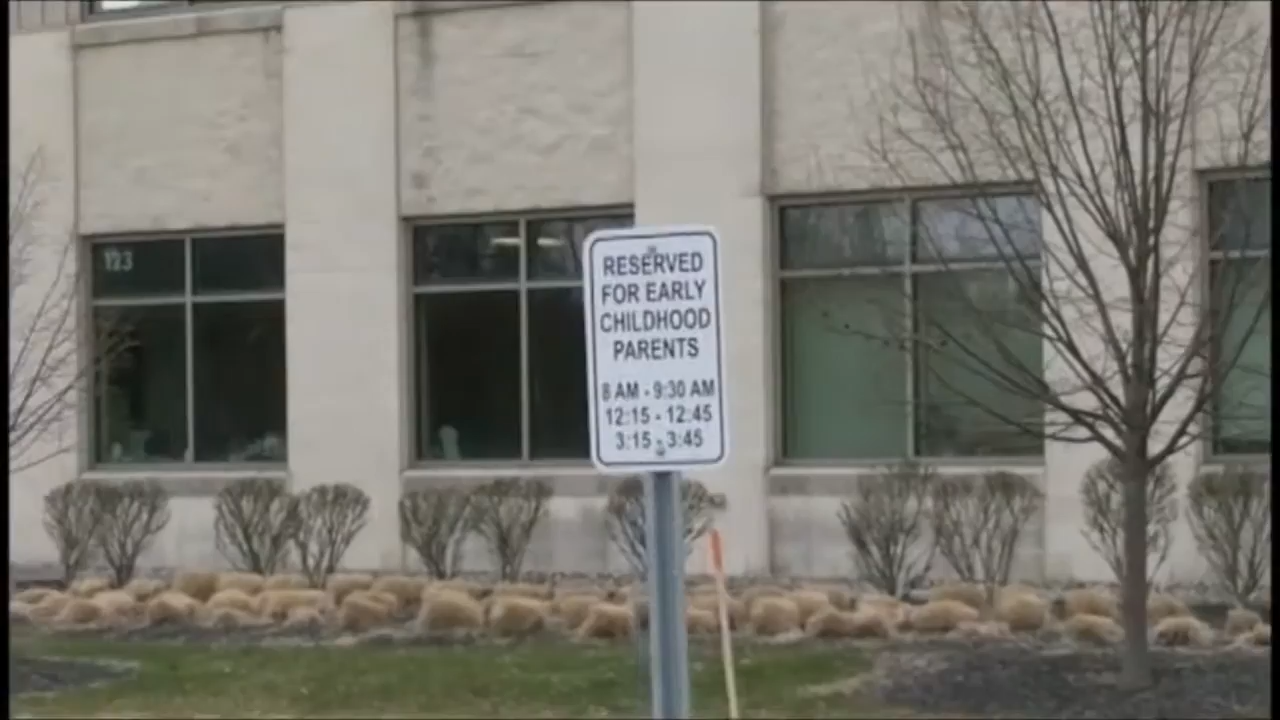 123
RESERVED
FOR EARLY
CHILDHOOD
PARENTS
8 AM - 9:30 AM
12:15 - 12:45
3:15 - 3:45